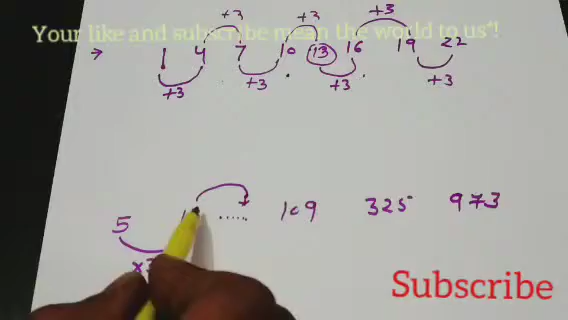 +3 +3 +3
Your like and subscribe mean the world to us*!
→ 1 4 7 10 13 16 19 22
+3 +3 +3 +3
5 ...... 109 325 973
Subscribe